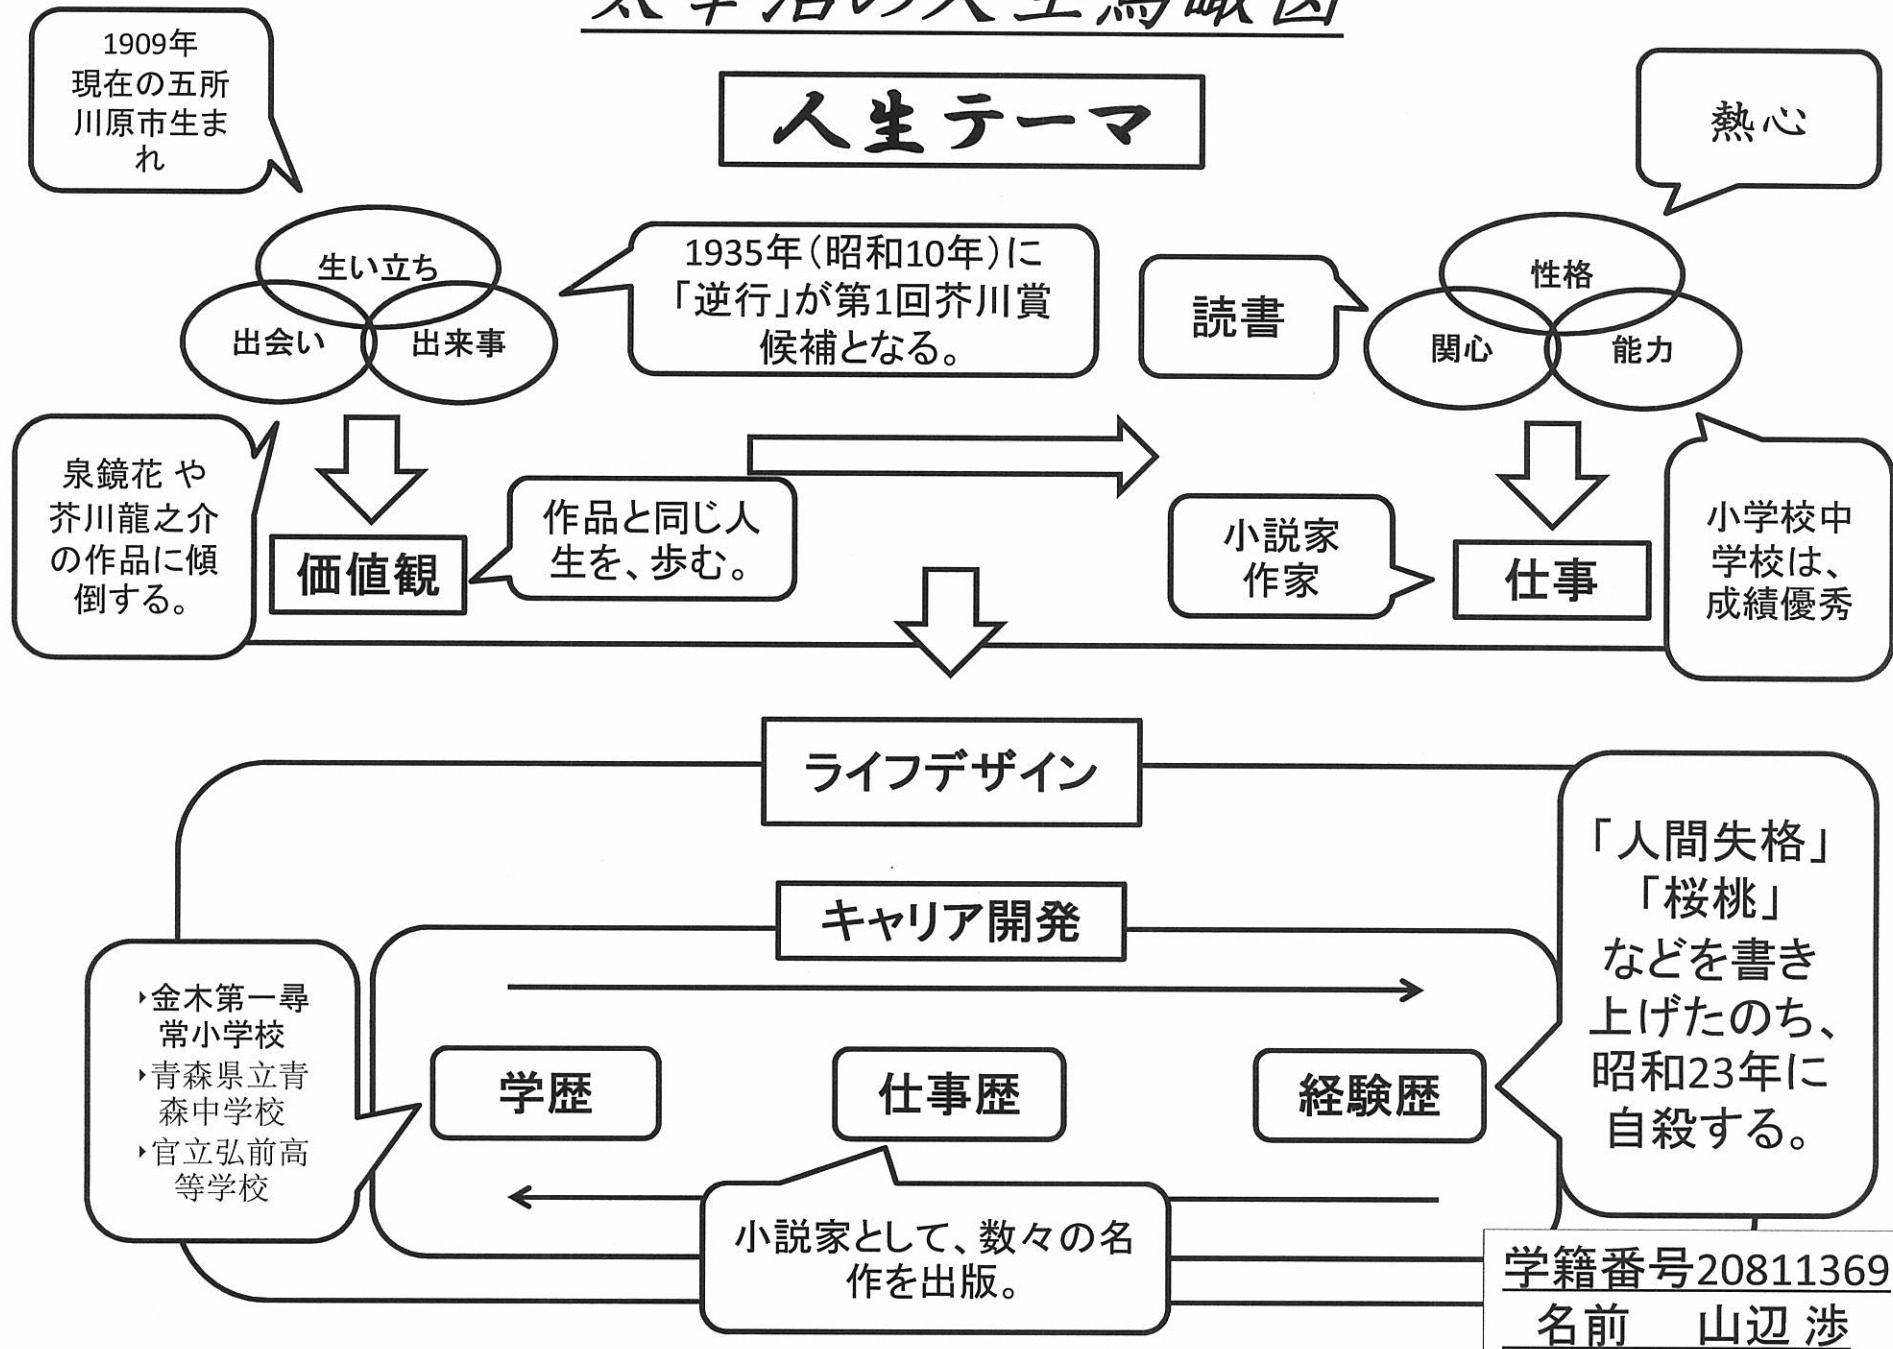 太宰治の人生鳥瞰図
人生テーマ
1909年
現在の五所
川原市生ま
れ
熱心
生い立ち
出会い
出来事
1935年（昭和10年）に
「逆行」が第1回芥川賞
候補となる。
読書
性格
関心
能力
泉鏡花 や
芥川龍之介
の作品に傾
倒する。
価値観
作品と同じ人
生を、歩む。
小説家
作家
仕事
小学校中
学校は、
成績優秀
ライフデザイン
キャリア開発
「人間失格」
「桜桃」
などを書き
上げたのち、
昭和23年に
自殺する。
‣金木第一尋
常小学校
‣青森県立青
森中学校
‣官立弘前高
等学校
学歴
仕事歴
経験歴
小説家として、数々の名
作を出版。
学籍番号20811369
名前　山辺 渉